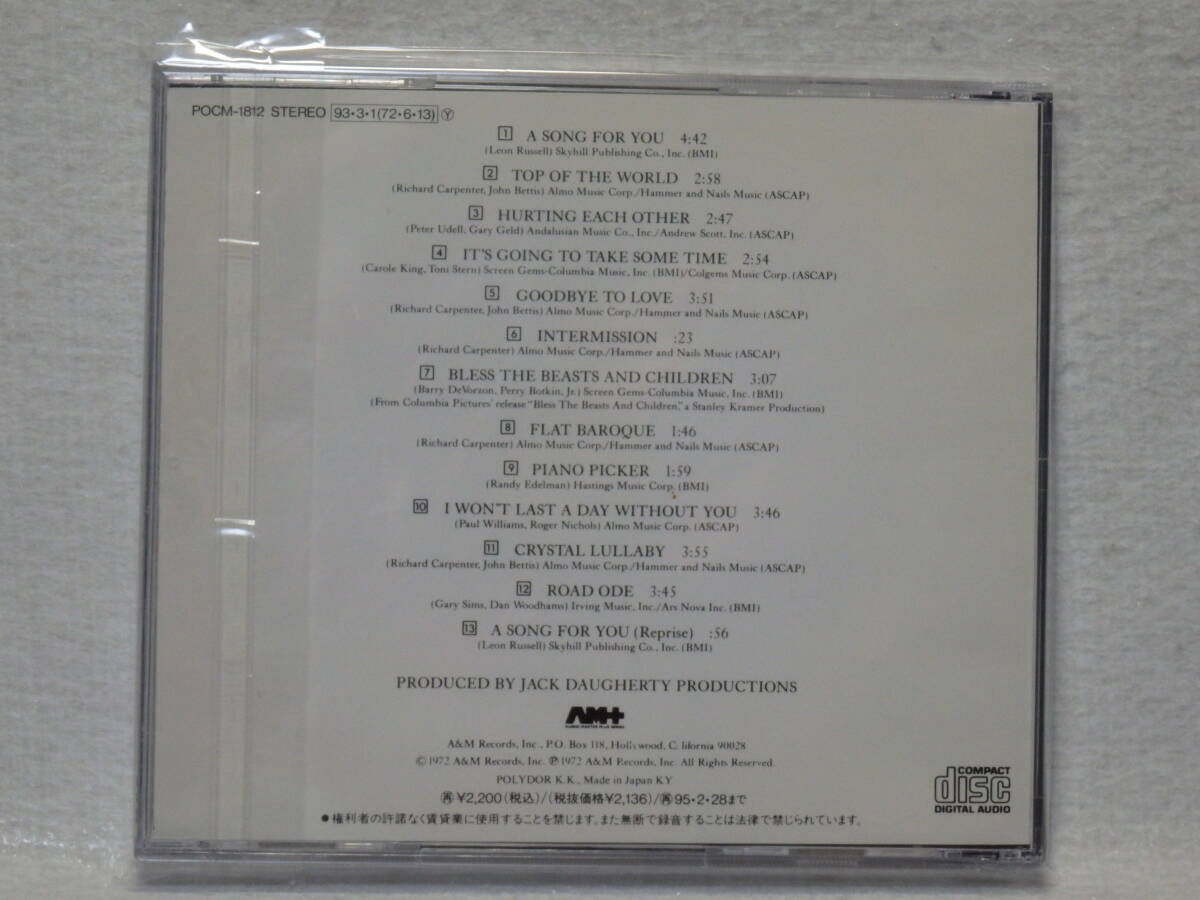 POCM-1812 STEREO 93・3・1(72・6・13) Ⓨ
1 A SONG FOR YOU 4:42
(Leon Russell) Skyhill Publishing Co., Inc. (BMI)
2 TOP OF THE WORLD 2:58
(Richard Carpenter, John Bettis) Almo Music Corp./Hammer and Nails Music (ASCAP)
3 HURTING EACH OTHER 2:47
(Peter Udell, Gary Geld) Andalusian Music Co., Inc./Andrew Scott, Inc. (ASCAP)
4 IT'S GOING TO TAKE SOME TIME 2:54
(Carole King, Toni Stern) Screen Gems-Columbia Music, Inc. (BMI)/Colgems Music Corp. (ASCAP)
5 GOODBYE TO LOVE 3:51
(Richard Carpenter, John Bettis) Almo Music Corp./Hammer and Nails Music (ASCAP)
6 INTERMISSION :23
(Richard Carpenter) Almo Music Corp./Hammer and Nails Music (ASCAP)
7 BLESS THE BEASTS AND CHILDREN 3:07
(Barry DeVorzon, Perry Botkin, Jr.) Screen Gems-Columbia Music, Inc. (BMI)
(From Columbia Pictures' release "Bless The Beasts And Children," a Stanley Kramer Production)
8 FLAT BAROQUE 1:46
(Richard Carpenter) Almo Music Corp./Hammer and Nails Music (ASCAP)
9 PIANO PICKER 1:59
(Randy Edelman) Hastings Music Corp. (BMI)
10 I WON'T LAST A DAY WITHOUT YOU 3:46
(Paul Williams, Roger Nichols) Almo Music Corp. (ASCAP)
11 CRYSTAL LULLABY 3:55
(Richard Carpenter, John Bettis) Almo Music Corp./Hammer and Nails Music (ASCAP)
12 ROAD ODE 3:45
(Gary Sims, Dan Woodhams) Irving Music, Inc./Ars Nova Inc. (BMI)
13 A SONG FOR YOU (Reprise) :56
(Leon Russell) Skyhill Publishing Co., Inc. (BMI)
PRODUCED BY JACK DAUGHERTY PRODUCTIONS
AM+
A&M Records, Inc., P.O. Box 118, Hollywood, C lifornia 90028
© 1972 A&M Records, Inc. ℗ 1972 A&M Records, Inc. All Rights Reserved.
POLYDOR K.K., Made in Japan KY
㊢¥2,200(税込)/(税抜価格¥2,136)/㊢95・2・28まで
●権利者の許諾なく賃貸業に使用することを禁じます。また無断で録音することは法律で禁じられています。
COMPACT
disc
DIGITAL AUDIO